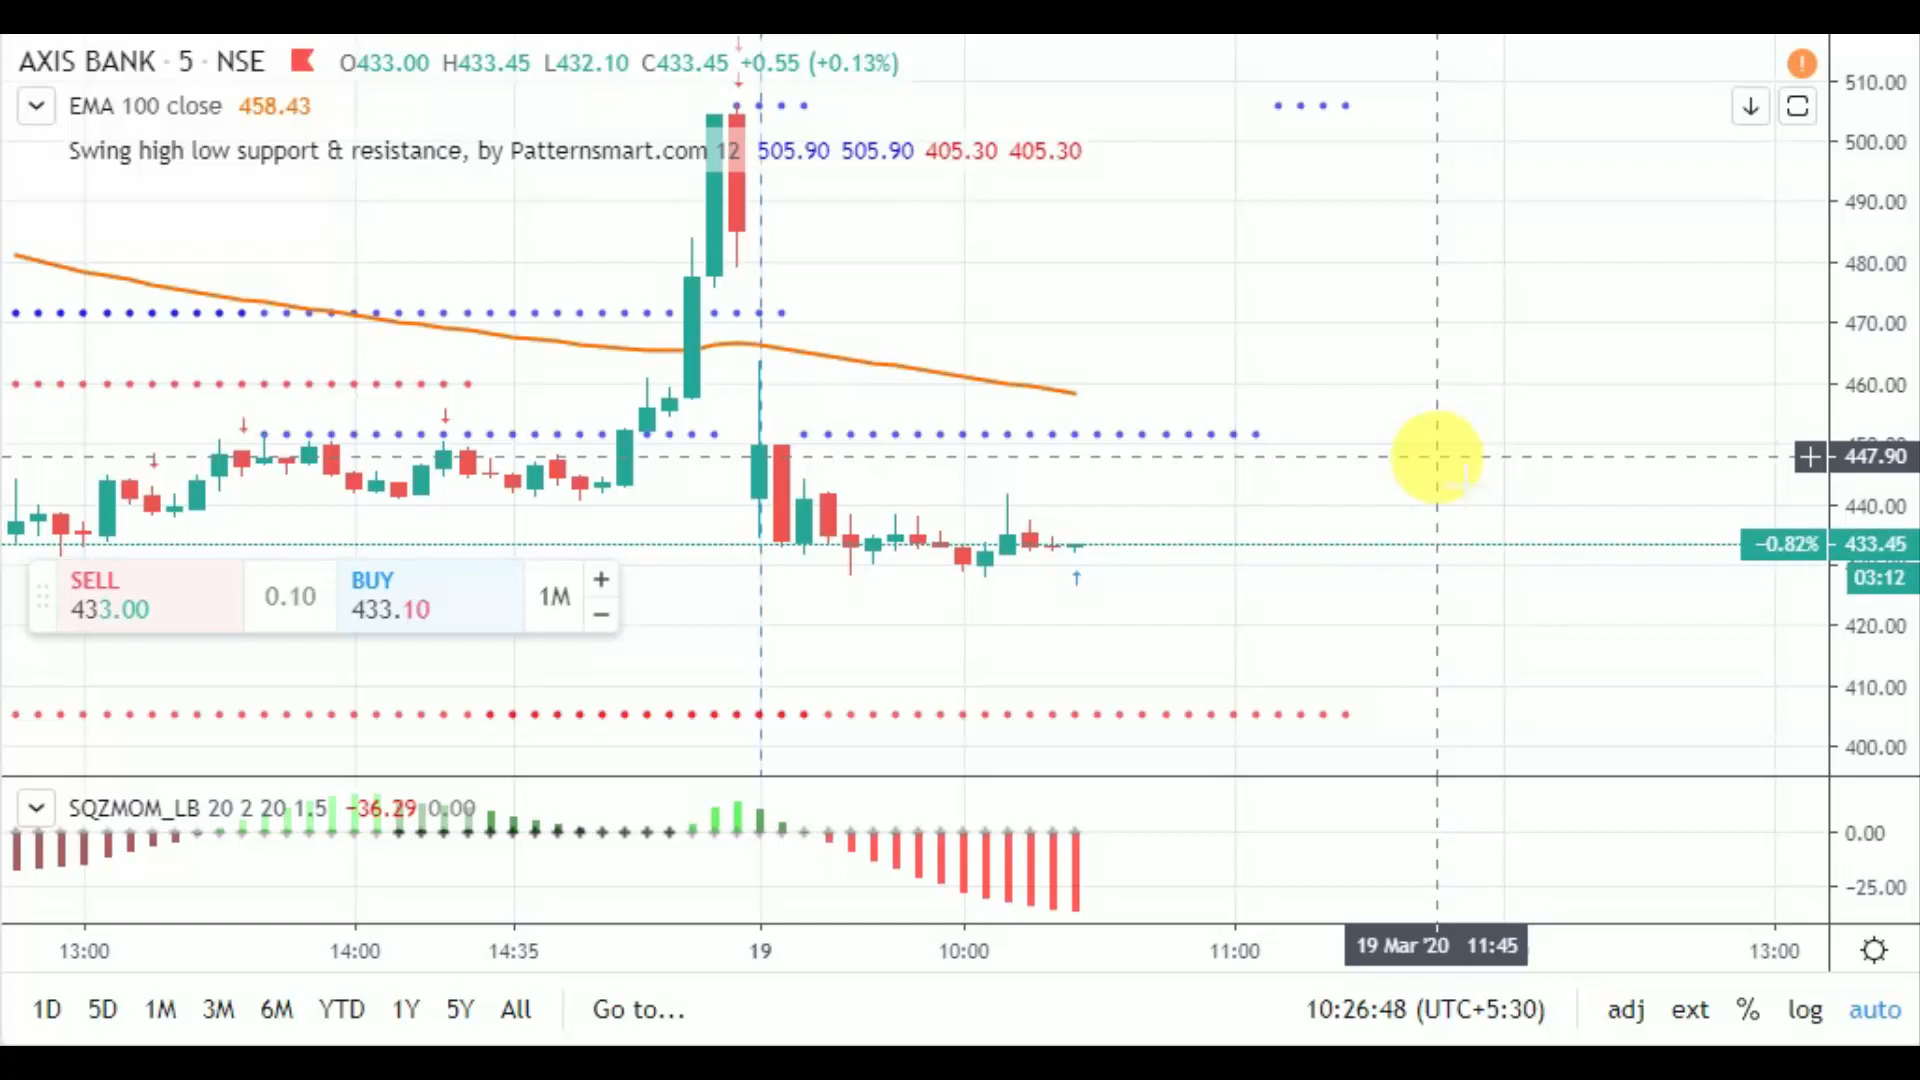 AXIS BANK · 5 · NSE O433.00 H433.45 L432.10 C433.45 +0.55 (+0.13%)
EMA 100 close 458.43
Swing high low support & resistance, by Patternsmart.com 12 505.90 505.90 405.30 405.30
510.00
500.00
490.00
480.00
470.00
460.00
447.90
440.00
−0.82% 433.45
03:12
420.00
410.00
400.00
SELL
433.00
0.10
BUY
433.10
1M
+
−
SQZMOM_LB 20 2 20 1.5 −36.29 0.00
0.00
−25.00
13:00 14:00 14:35 19 10:00 11:00 19 Mar '20 11:45 13:00
1D 5D 1M 3M 6M YTD 1Y 5Y All Go to... 10:26:48 (UTC+5:30) adj ext % log auto